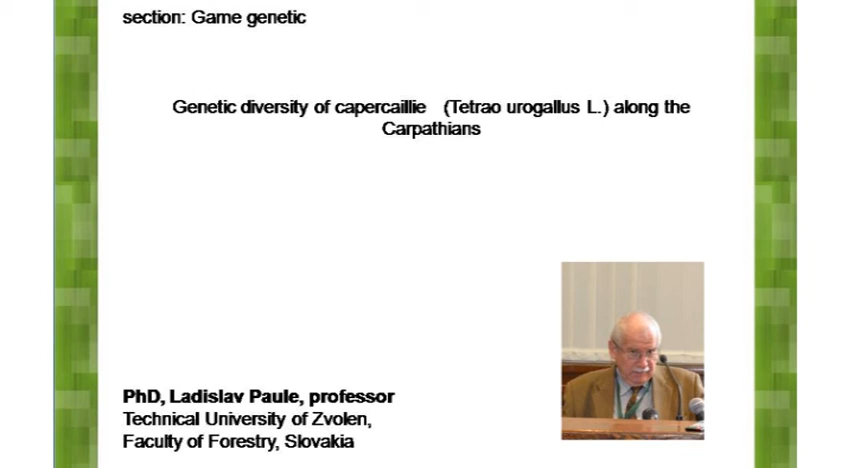 section: Game genetic
Genetic diversity of capercaillie (Tetrao urogallus L.) along the
Carpathians
PhD, Ladislav Paule, professor
Technical University of Zvolen,
Faculty of Forestry, Slovakia